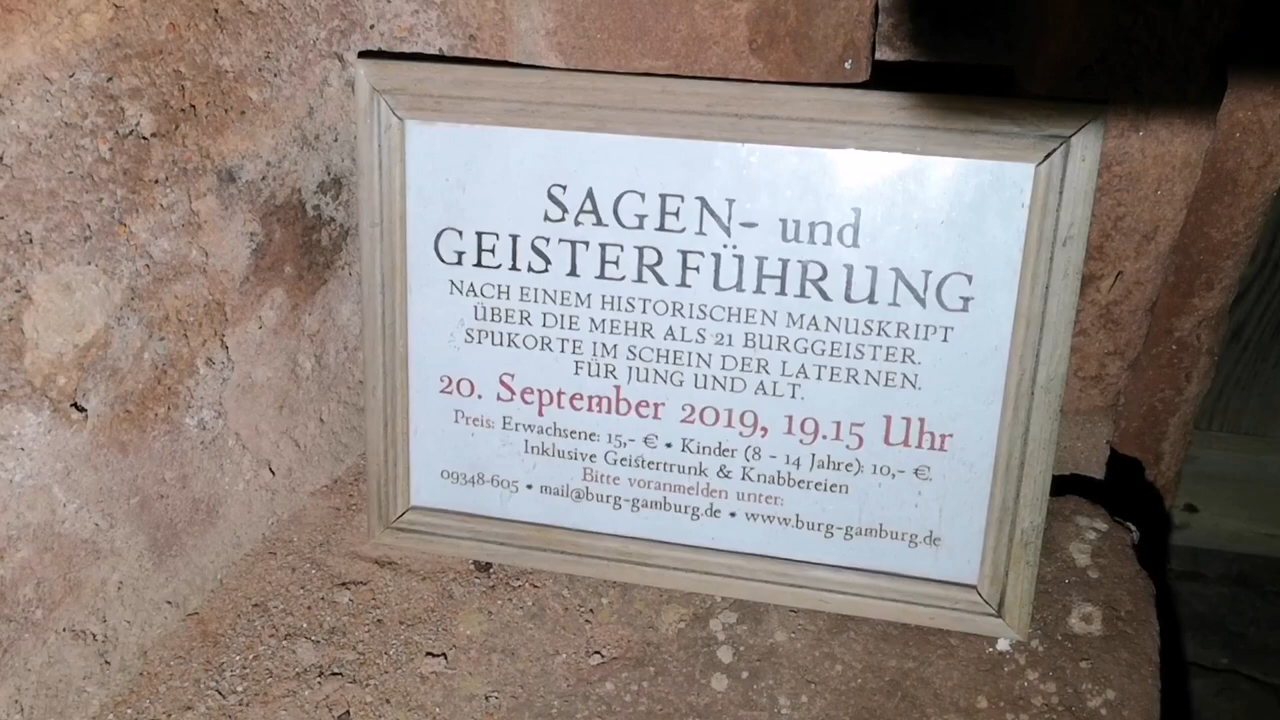 SAGEN- und
GEISTERFÜHRUNG
NACH EINEM HISTORISCHEN MANUSKRIPT
ÜBER DIE MEHR ALS 21 BURGGEISTER.
SPUKORTE IM SCHEIN DER LATERNEN.
FÜR JUNG UND ALT.
20. September 2019, 19.15 Uhr
Preis: Erwachsene: 15,- € • Kinder (8 - 14 Jahre): 10,- €.
Inklusive Geistertrunk & Knabbereien
Bitte voranmelden unter:
09348-605 • mail@burg-gamburg.de • www.burg-gamburg.de